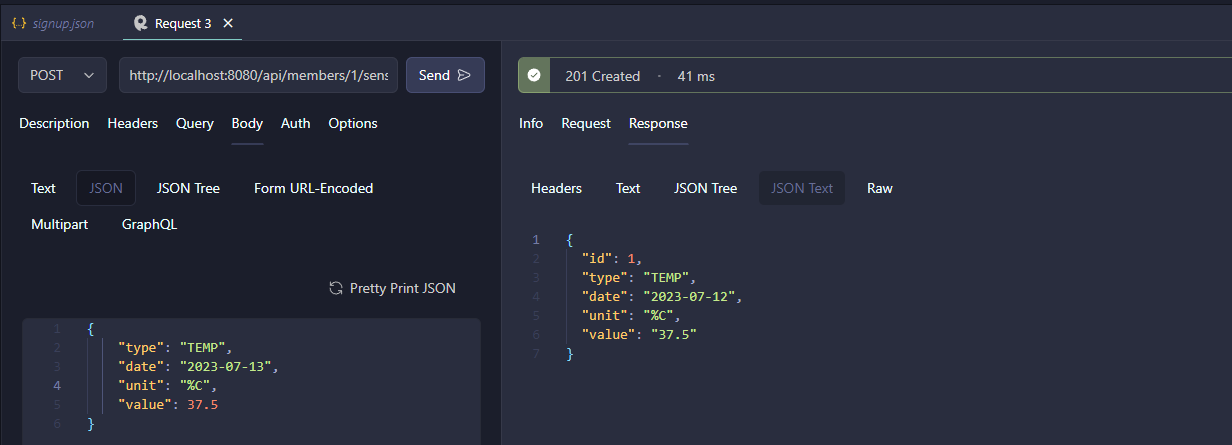 signup.json
Request 3
POST
http://localhost:8080/api/members/1/sens
Send
201 Created · 41 ms
Description Headers Query Body Auth Options
Text JSON JSON Tree Form URL-Encoded
Multipart GraphQL
Pretty Print JSON
1 {
2 "type": "TEMP",
3 "date": "2023-07-13",
4 "unit": "%C",
5 "value": 37.5
6 }
Info Request Response
Headers Text JSON Tree JSON Text Raw
1 {
2 "id": 1,
3 "type": "TEMP",
4 "date": "2023-07-12",
5 "unit": "%C",
6 "value": "37.5"
7 }